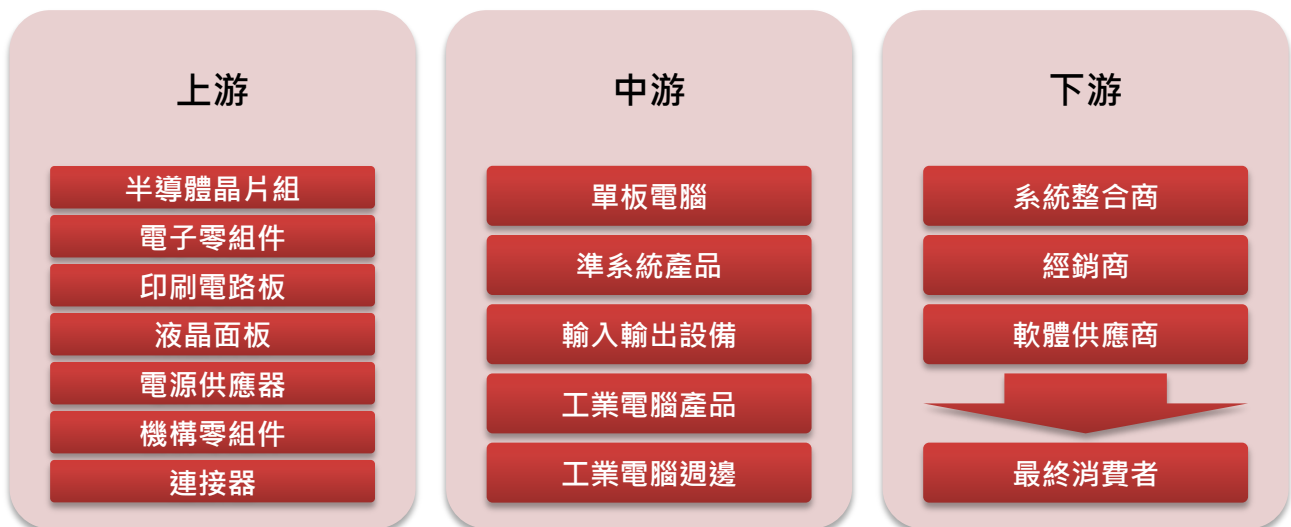 上游
半導體晶片組
電子零組件
印刷電路板
液晶面板
電源供應器
機構零組件
連接器
中游
單板電腦
準系統產品
輸入輸出設備
工業電腦產品
工業電腦週邊
下游
系統整合商
經銷商
軟體供應商
最終消費者